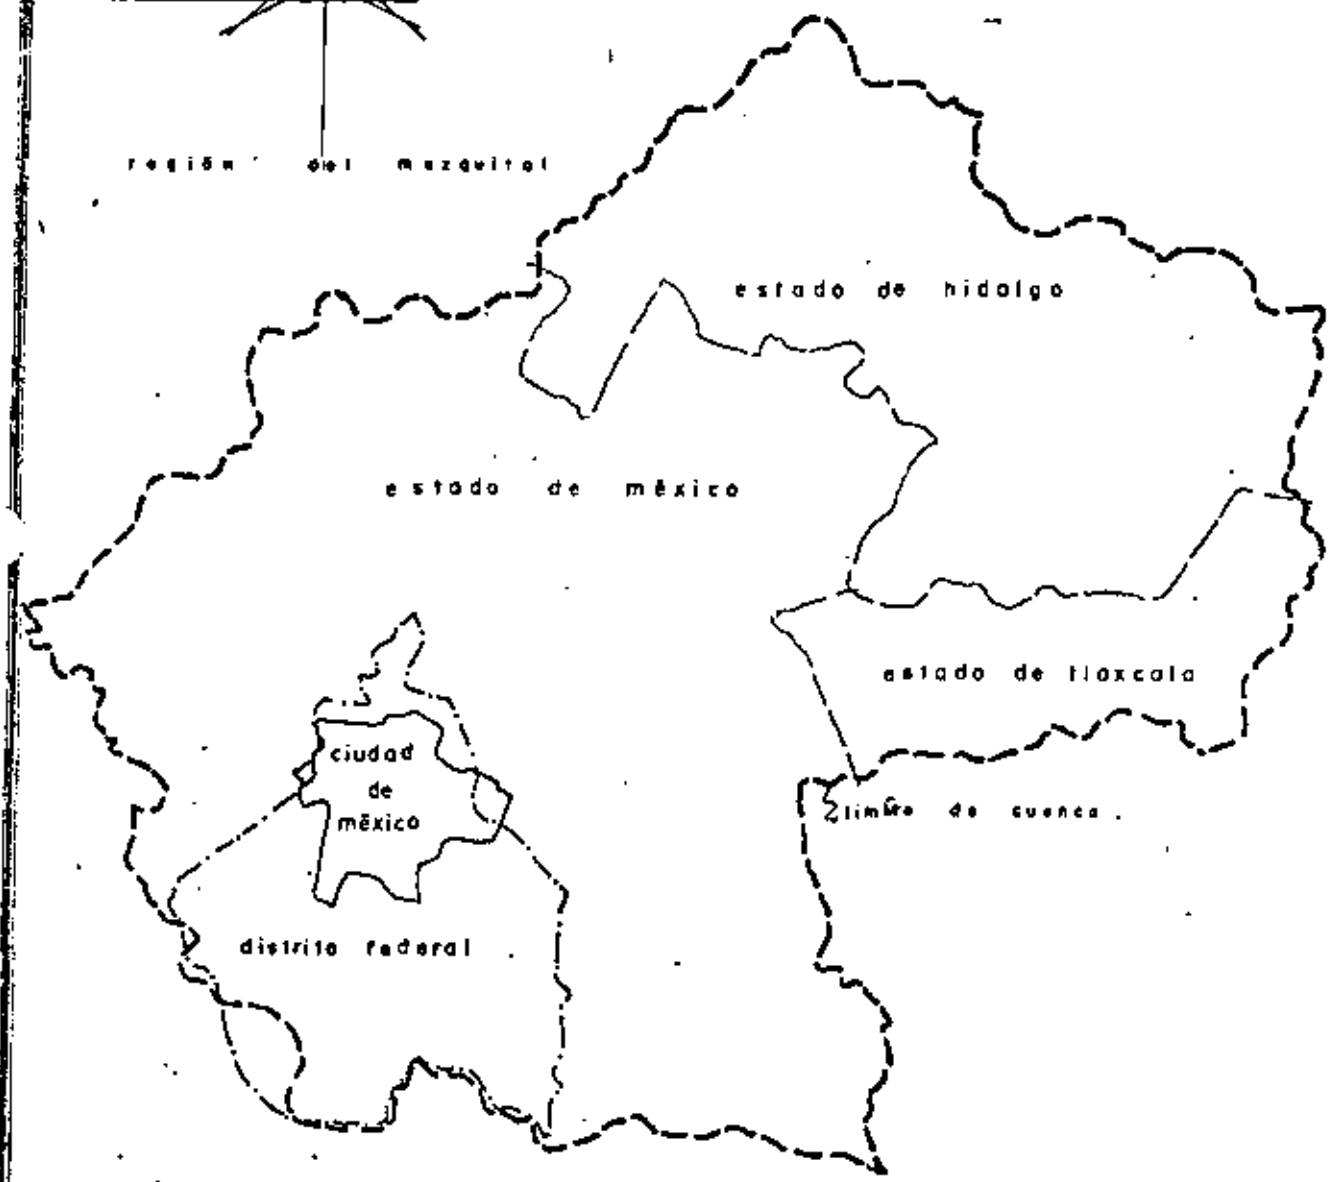 región del mezquital
estado de hidalgo
estado de méxico
estado de tlaxcala
ciudad
de
méxico
limite de cuenca
distrito federal